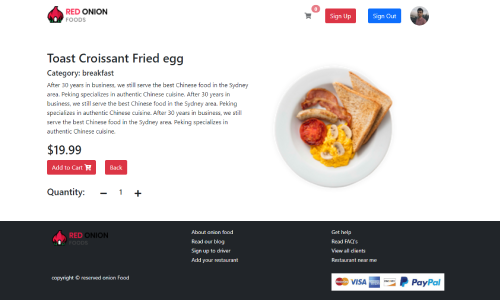 RED ONION
FOODS
0
Sign Up
Sign Out
Toast Croissant Fried egg
Category: breakfast
After 30 years in business, we still serve the best Chinese food in the Sydney
area. Peking specializes in authentic Chinese cuisine. After 30 years in
business, we still serve the best Chinese food in the Sydney area. Peking
specializes in authentic Chinese cuisine. After 30 years in business, we still
serve the best Chinese food in the Sydney area. Peking specializes in
authentic Chinese cuisine.
$19.99
Add to Cart
Back
Quantity: − 1 +
RED ONION
FOODS
About onion food
Read our blog
Sign up to driver
Add your restaurant
Get help
Read FAQ's
View all clients
Restaurant near me
copyright © reserved onion Food
VISA
PayPal